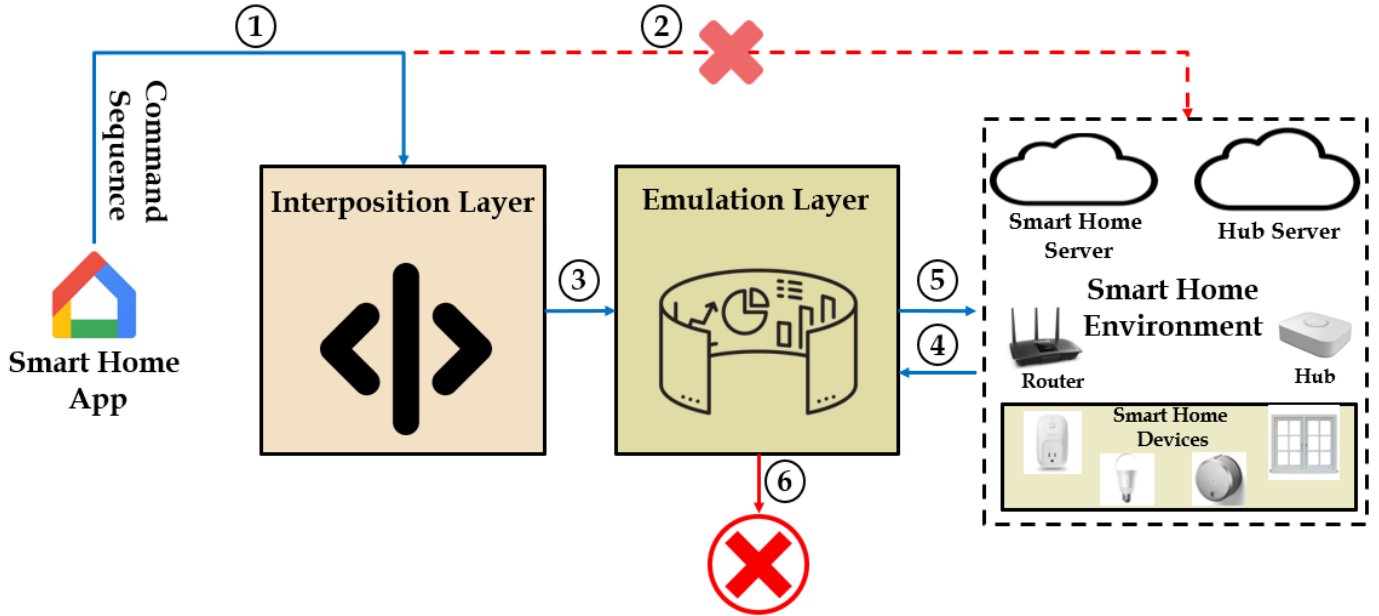 1
2
Command
Sequence
Smart Home
App
Interposition Layer
3
Emulation Layer
5
4
6
Smart Home
Server
Hub Server
Smart Home
Environment
Router
Hub
Smart Home
Devices